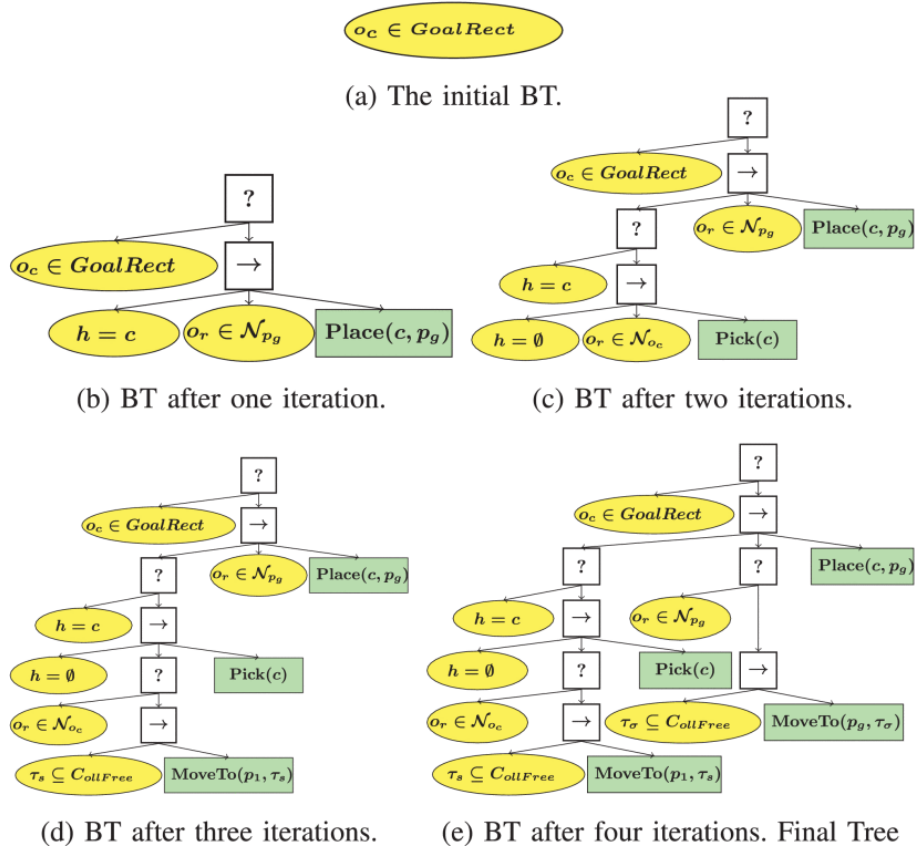 o_c ∈ GoalRect
(a) The initial BT.
?
o_c ∈ GoalRect
→
h = c
o_r ∈ 𝒩_{p_g}
Place(c, p_g)
(b) BT after one iteration.
?
o_c ∈ GoalRect
→
?
o_r ∈ 𝒩_{p_g}
Place(c, p_g)
h = c
→
h = ∅
o_r ∈ 𝒩_{o_c}
Pick(c)
(c) BT after two iterations.
?
o_c ∈ GoalRect
→
?
o_r ∈ 𝒩_{p_g}
Place(c, p_g)
h = c
→
h = ∅
?
Pick(c)
o_r ∈ 𝒩_{o_c}
→
τ_s ⊆ C_{ollFree}
MoveTo(p_1, τ_s)
(d) BT after three iterations.
?
o_c ∈ GoalRect
→
?
?
Place(c, p_g)
h = c
→
o_r ∈ 𝒩_{p_g}
h = ∅
?
Pick(c)
→
o_r ∈ 𝒩_{o_c}
→
τ_σ ⊆ C_{ollFree}
MoveTo(p_g, τ_σ)
τ_s ⊆ C_{ollFree}
MoveTo(p_1, τ_s)
(e) BT after four iterations. Final Tree